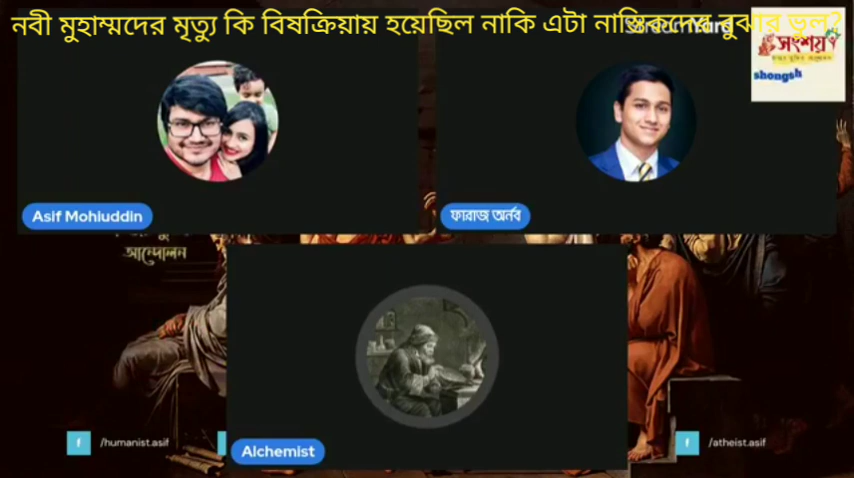 নবী মুহাম্মদের মৃত্যু কি বিষক্রিয়ায় হয়েছিল নাকি এটা নাস্তিকদের বুঝার ভুল?
সংশয়
shongsh
Asif Mohiuddin
ফারাজ অর্নব
আন্দোলন
Alchemist
/humanist.asif
/atheist.asif